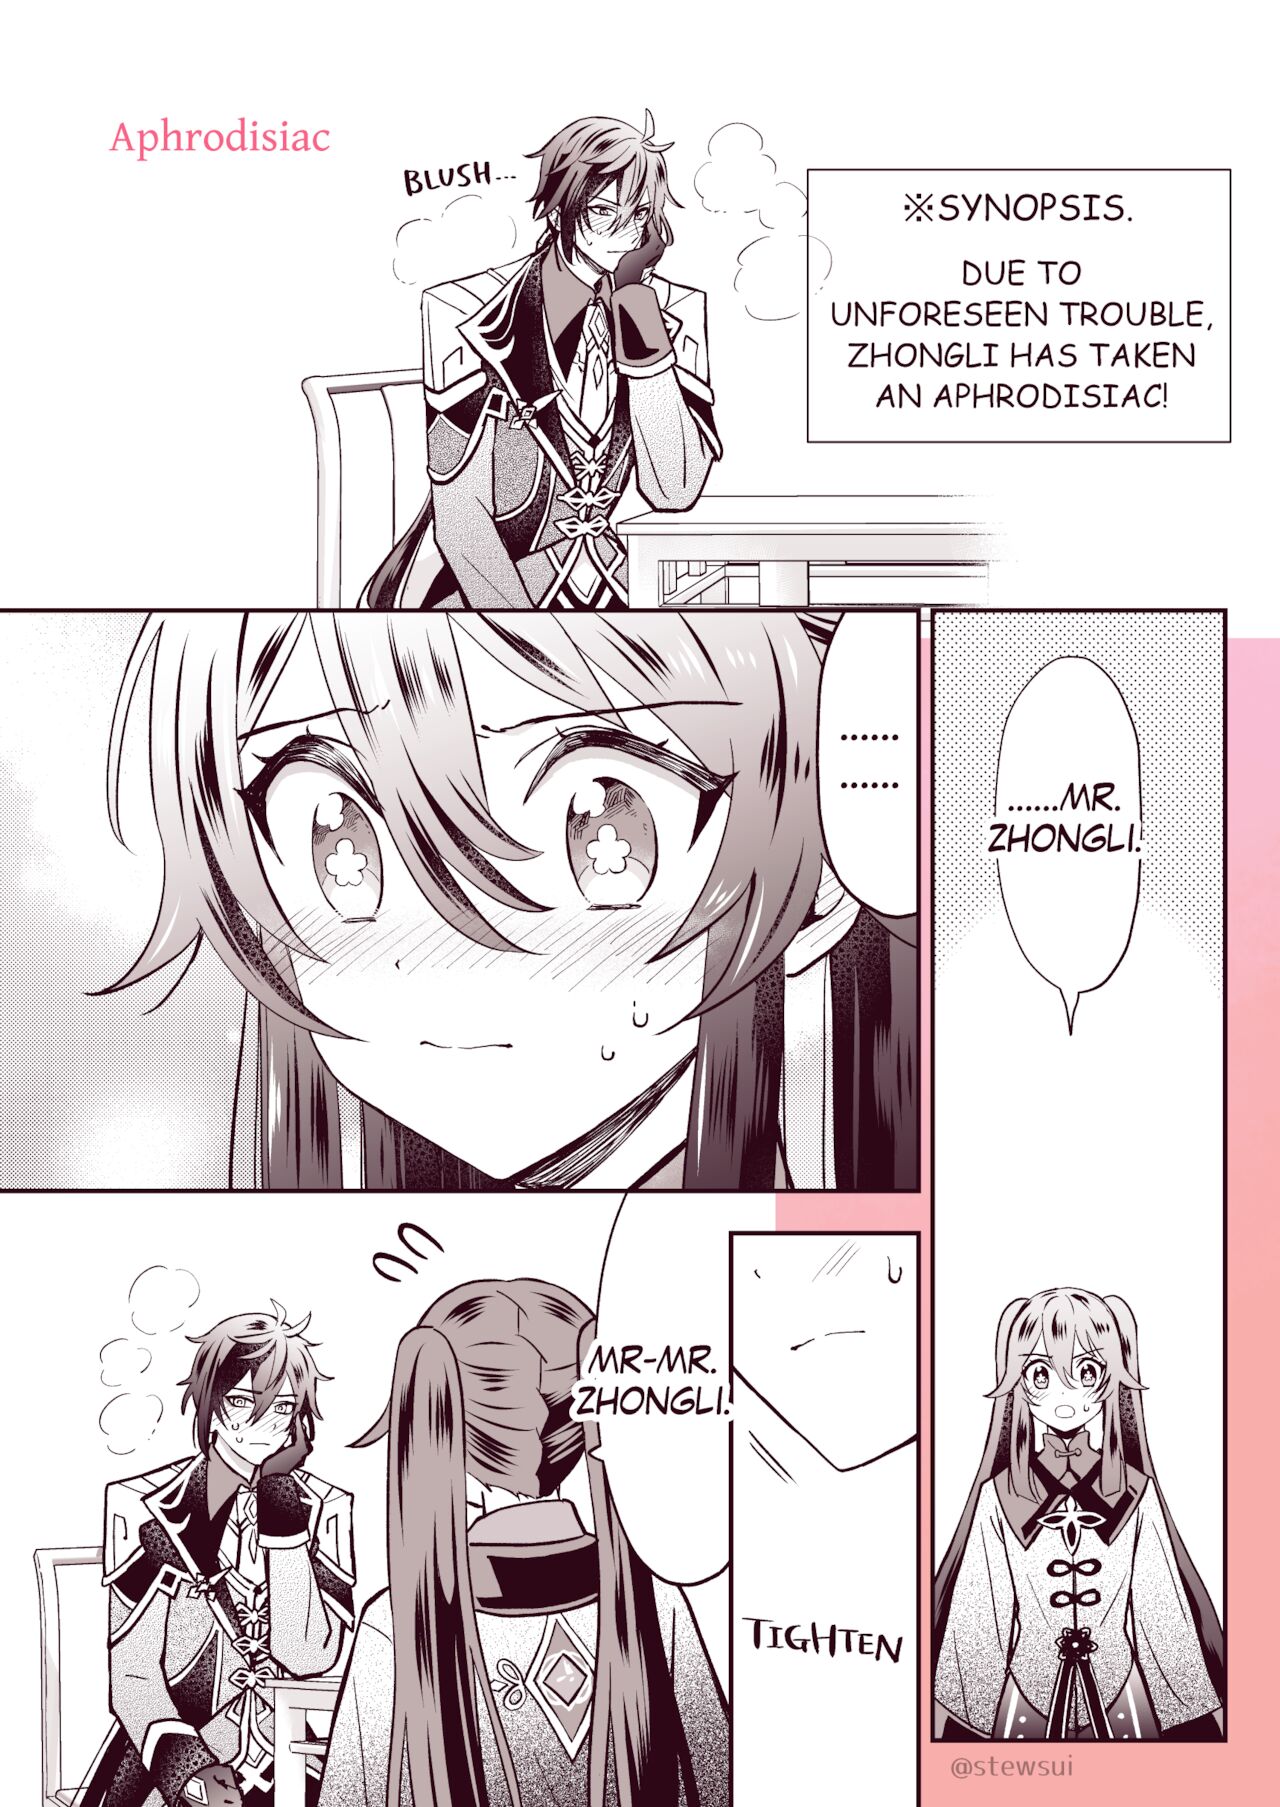 Aphrodisiac
BLUSH...
※SYNOPSIS.
DUE TO
UNFORESEEN TROUBLE,
ZHONGLI HAS TAKEN
AN APHRODISIAC!
......MR.
ZHONGLI.
......
......
TIGHTEN
MR-MR.
ZHONGLI.
@stewsui